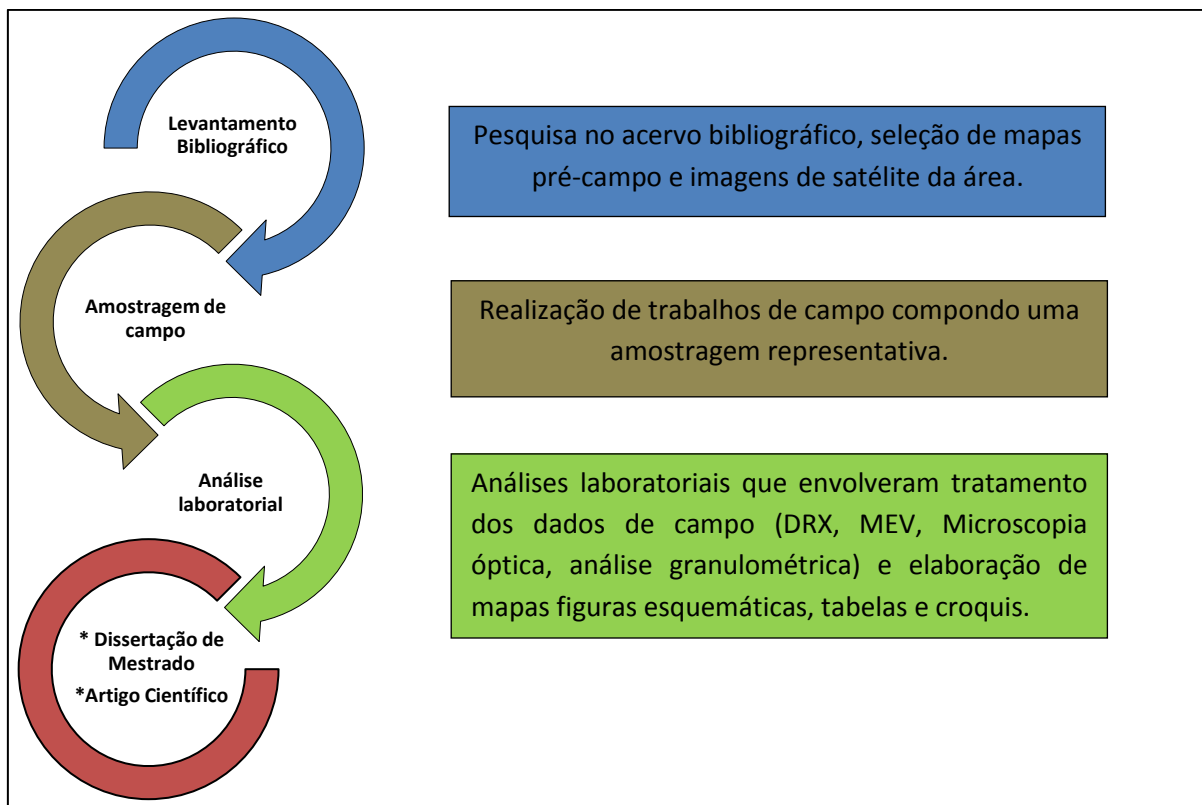 Levantamento
Bibliográfico
Pesquisa no acervo bibliográfico, seleção de mapas
pré-campo e imagens de satélite da área.
Amostragem de
campo
Realização de trabalhos de campo compondo uma
amostragem representativa.
Análise
laboratorial
Análises laboratoriais que envolveram tratamento
dos dados de campo (DRX, MEV, Microscopia
óptica, análise granulométrica) e elaboração de
mapas figuras esquemáticas, tabelas e croquis.
* Dissertação de
Mestrado
*Artigo Científico